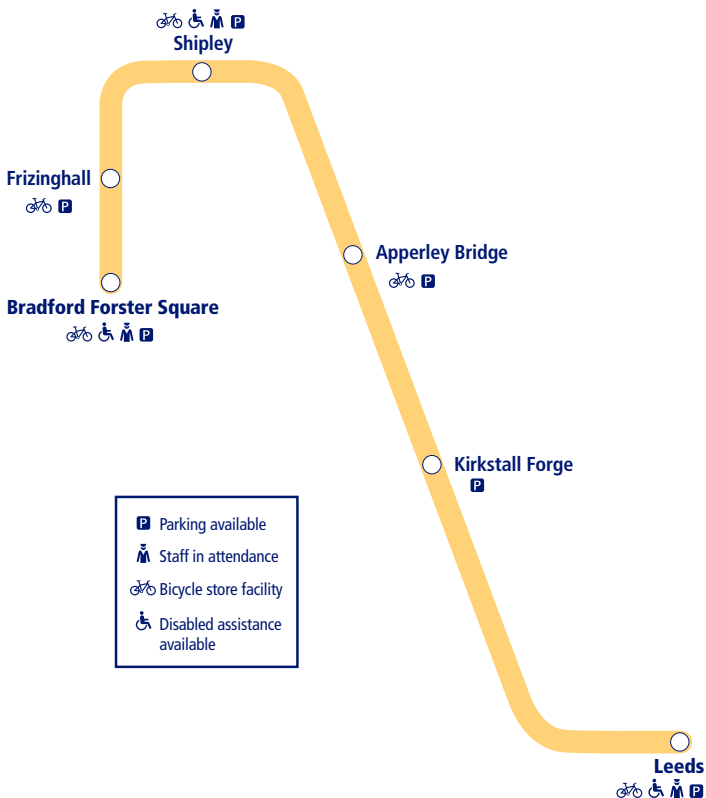 P
Shipley
Frizinghall
P
Apperley Bridge
P
Bradford Forster Square
P
Kirkstall Forge
P
P Parking available
Staff in attendance
Bicycle store facility
Disabled assistance
available
Leeds
P